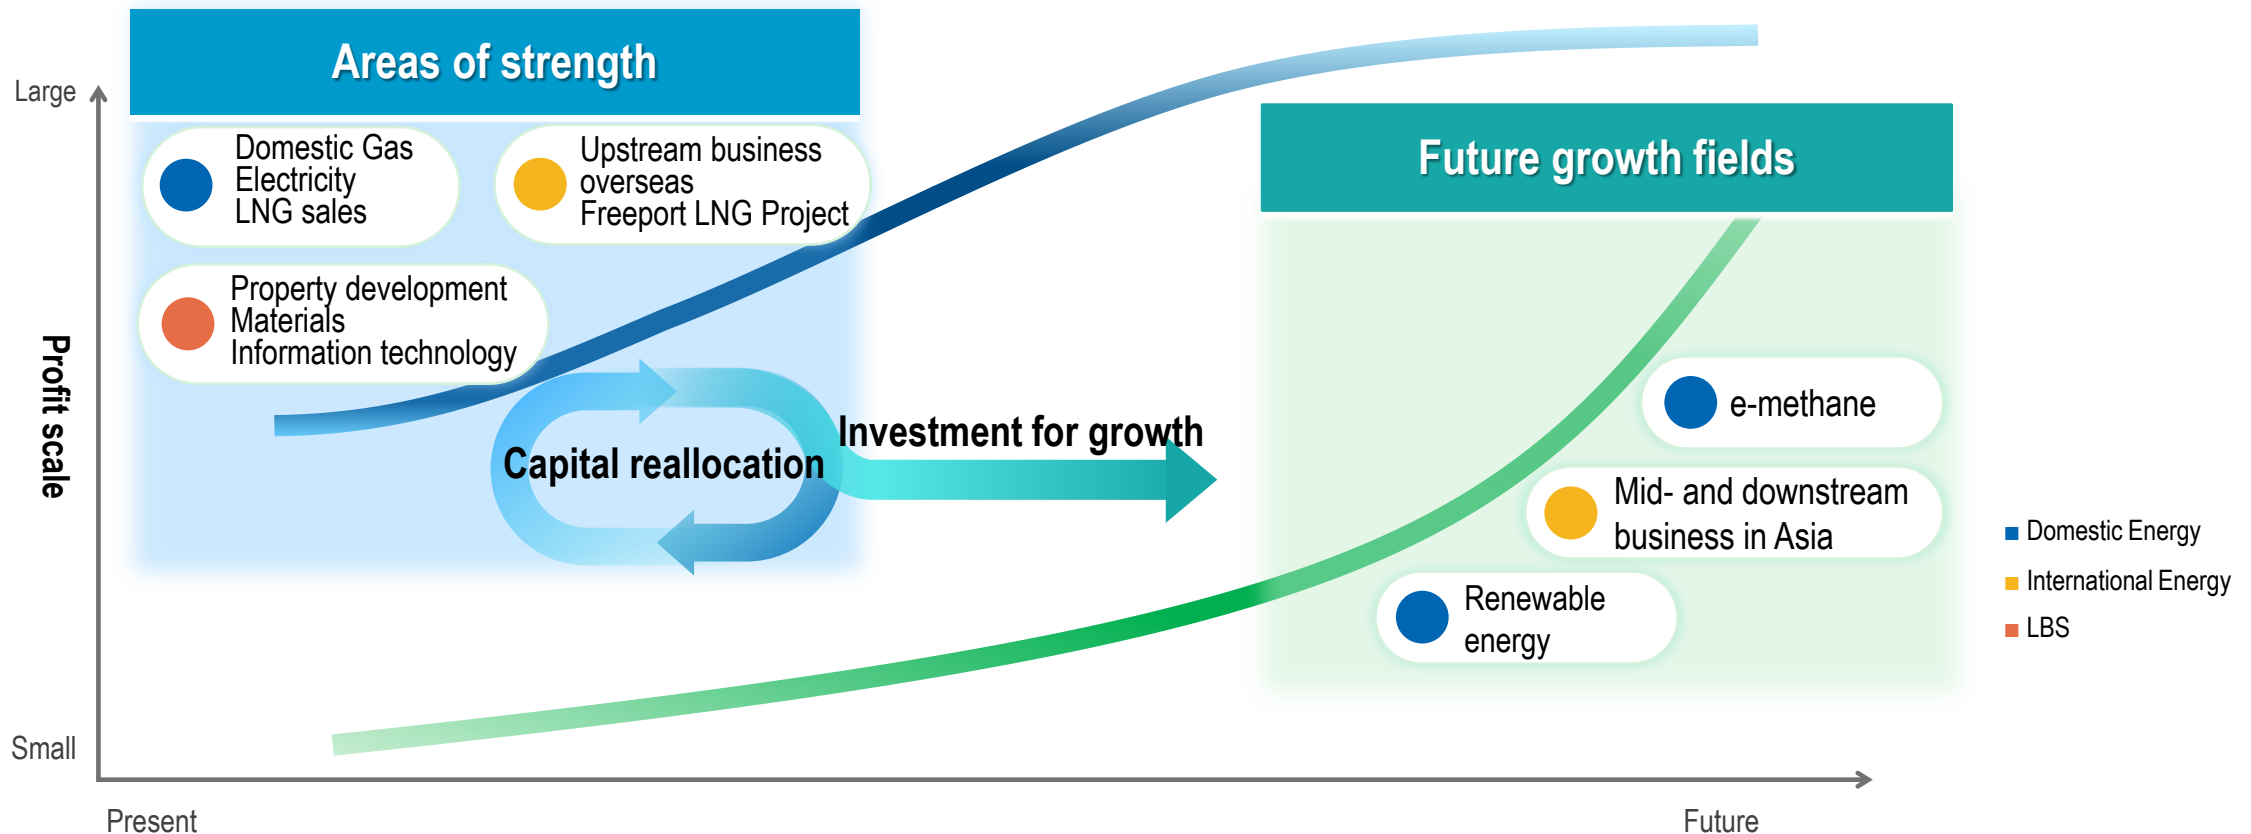 Areas of strength
Large
Domestic Gas
Electricity
LNG sales
Upstream business
overseas
Freeport LNG Project
Property development
Materials
Information technology
Profit scale
Capital reallocation
Investment for growth
Future growth fields
e-methane
Mid- and downstream
business in Asia
Renewable
energy
Domestic Energy
International Energy
LBS
Small
Present
Future